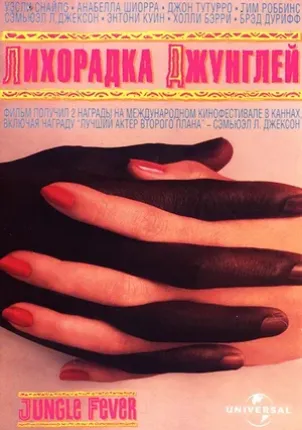 УЭСЛИ СНАЙПС • АНАБЕЛЛА ШИОРРА • ДЖОН ТУТУРРО • ТИМ РОББИНС
СЭМЮЭЛ Л.ДЖЕКСОН • ЭНТОНИ КУИН • ХОЛЛИ БЭРРИ • БРЭД ДУРИФФ
ЛИХОРАДКА ДЖУНГЛЕЙ
ФИЛЬМ ПОЛУЧИЛ 2 НАГРАДЫ НА МЕЖДУНАРОДНОМ КИНОФЕСТИВАЛЕ В КАННАХ,
ВКЛЮЧАЯ НАГРАДУ "ЛУЧШИЙ АКТЕР ВТОРОГО ПЛАНА" - СЭМЮЭЛ Л. ДЖЕКСОН
JUNGLE FEVER
UNIVERSAL